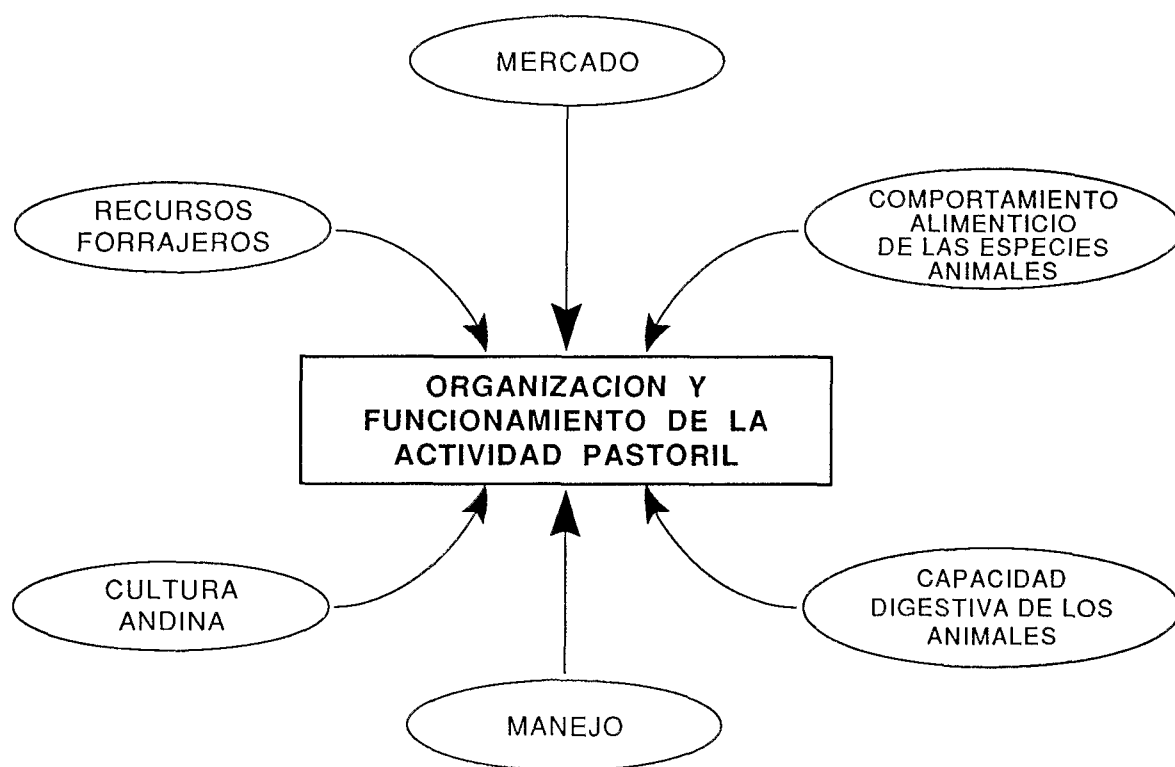 MERCADO
RECURSOS
FORRAJEROS
COMPORTAMIENTO
ALIMENTICIO
DE LAS ESPECIES
ANIMALES
ORGANIZACION Y
FUNCIONAMIENTO DE LA
ACTIVIDAD PASTORIL
CULTURA
ANDINA
CAPACIDAD
DIGESTIVA DE LOS
ANIMALES
MANEJO